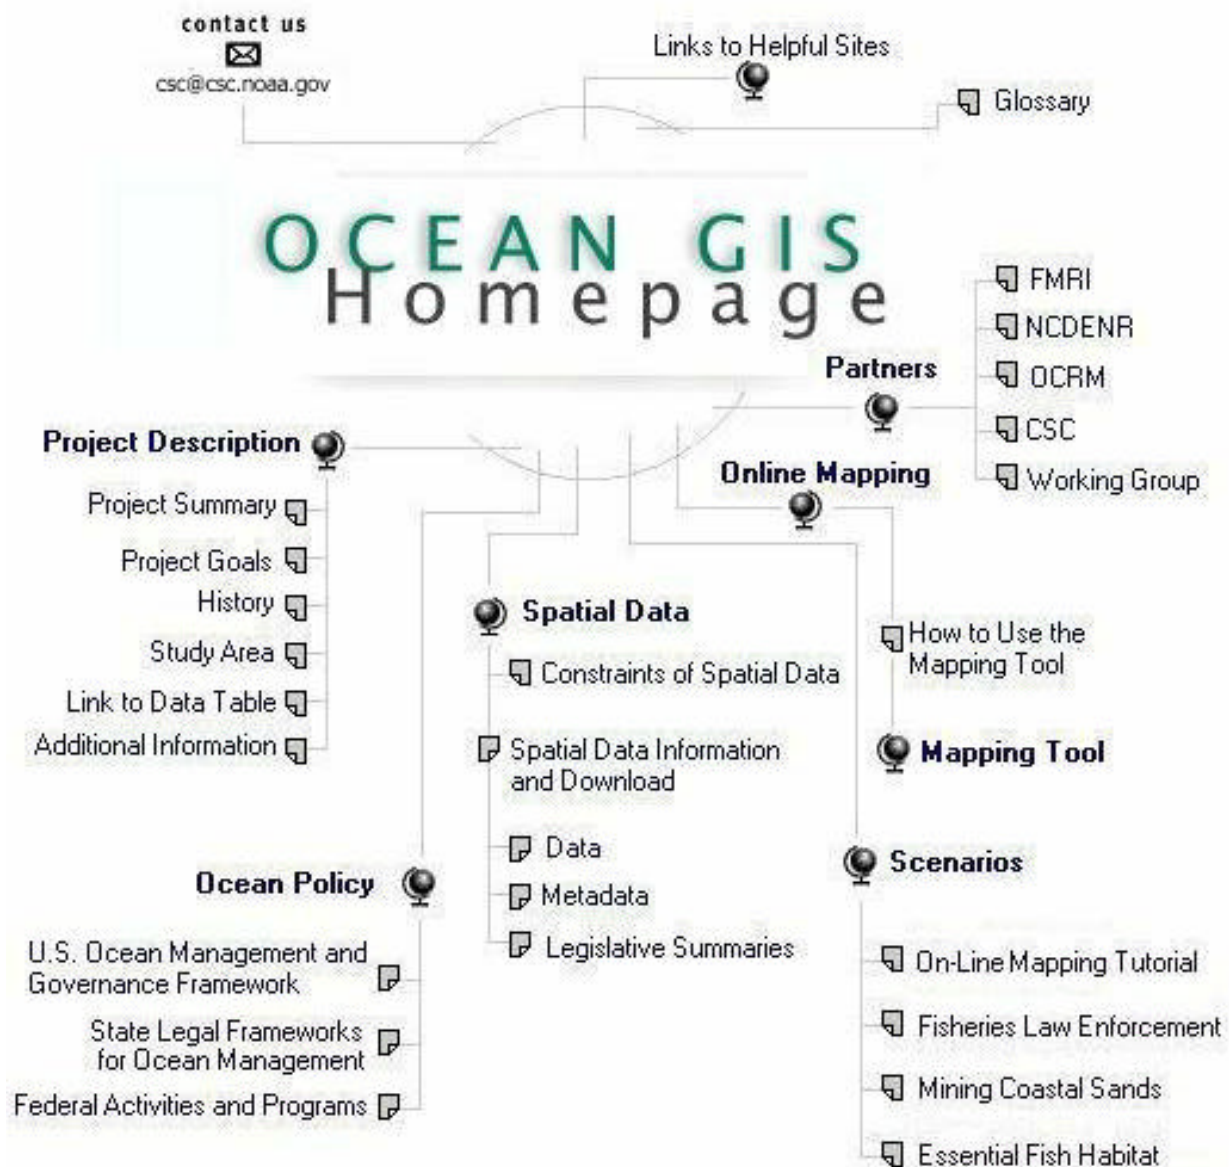 contact us
csc@csc.noaa.gov
Links to Helpful Sites
Glossary
OCEAN GIS
Homepage
Partners
FMRI
NCDENR
OCRM
CSC
Working Group
Project Description
Project Summary
Project Goals
History
Study Area
Link to Data Table
Additional Information
Online Mapping
How to Use the
Mapping Tool
Mapping Tool
Spatial Data
Constraints of Spatial Data
Spatial Data Information
and Download
Data
Metadata
Legislative Summaries
Ocean Policy
U.S. Ocean Management and
Governance Framework
State Legal Frameworks
for Ocean Management
Federal Activities and Programs
Scenarios
On-Line Mapping Tutorial
Fisheries Law Enforcement
Mining Coastal Sands
Essential Fish Habitat